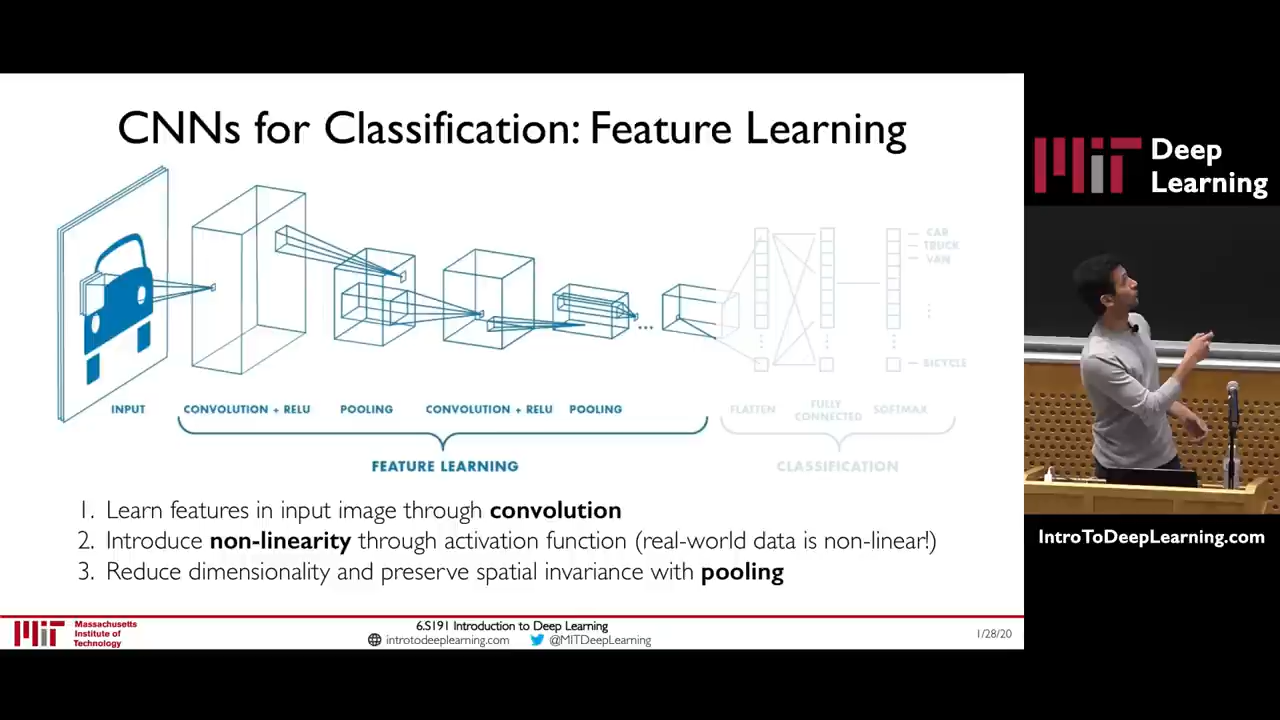 CNNs for Classification: Feature Learning
CAR
TRUCK
VAN
BICYCLE
INPUT
CONVOLUTION + RELU
POOLING
CONVOLUTION + RELU
POOLING
FLATTEN
FULLY
CONNECTED
SOFTMAX
FEATURE LEARNING
CLASSIFICATION
1. Learn features in input image through convolution
2. Introduce non-linearity through activation function (real-world data is non-linear!)
3. Reduce dimensionality and preserve spatial invariance with pooling
MIT
Massachusetts
Institute of
Technology
6.S191 Introduction to Deep Learning
introtodeeplearning.com
@MITDeepLearning
1/28/20
MIT
Deep
Learning
IntroToDeepLearning.com